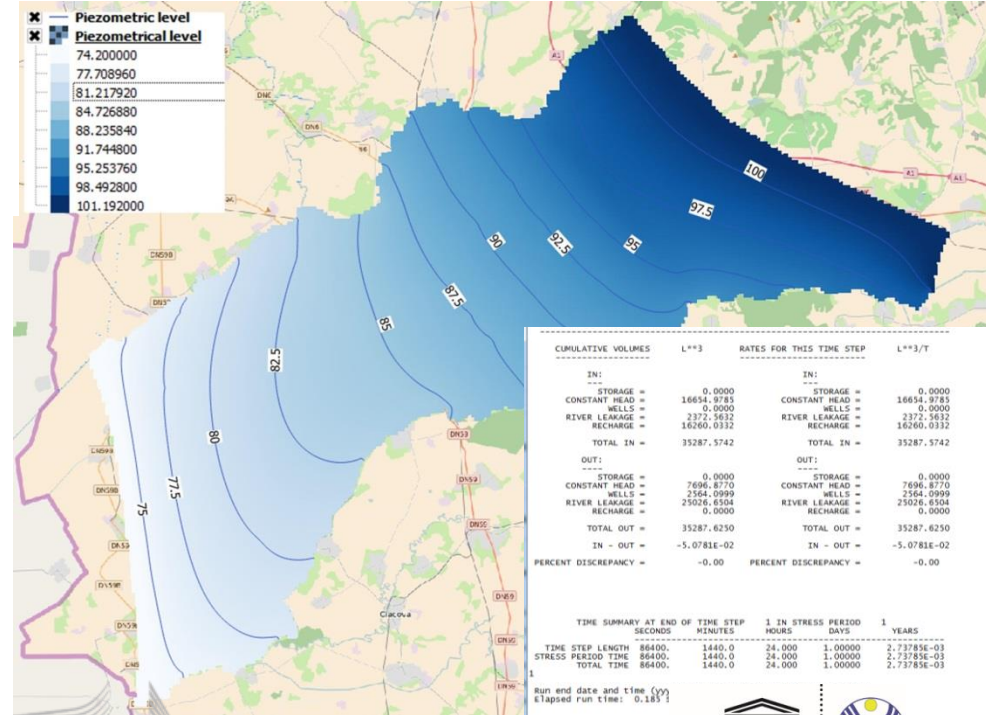 Piezometric level
Piezometrical level
74.200000
77.708960
81.217920
84.726880
88.235840
91.744800
95.253760
98.492800
101.192000
A1
DN6
DN6
A1
A1
100
97.5
95
92.5
90
87.5
85
82.5
80
77.5
75
DN59B
DN59B
DN59
DN59
DN59
DN59
Ciacova
CUMULATIVE VOLUMES L**3 RATES FOR THIS TIME STEP L**3/T
IN: IN:
STORAGE = 0.0000 STORAGE = 0.0000
CONSTANT HEAD = 16654.9785 CONSTANT HEAD = 16654.9785
WELLS = 0.0000 WELLS = 0.0000
RIVER LEAKAGE = 2372.5632 RIVER LEAKAGE = 2372.5632
RECHARGE = 16260.0332 RECHARGE = 16260.0332
TOTAL IN = 35287.5742 TOTAL IN = 35287.5742
OUT: OUT:
STORAGE = 0.0000 STORAGE = 0.0000
CONSTANT HEAD = 7696.8770 CONSTANT HEAD = 7696.8770
WELLS = 2564.0999 WELLS = 2564.0999
RIVER LEAKAGE = 25026.6504 RIVER LEAKAGE = 25026.6504
RECHARGE = 0.0000 RECHARGE = 0.0000
TOTAL OUT = 35287.6250 TOTAL OUT = 35287.6250
IN - OUT = -5.0781E-02 IN - OUT = -5.0781E-02
PERCENT DISCREPANCY = -0.00 PERCENT DISCREPANCY = -0.00
TIME SUMMARY AT END OF TIME STEP 1 IN STRESS PERIOD 1
SECONDS MINUTES HOURS DAYS YEARS
TIME STEP LENGTH 86400. 1440.0 24.000 1.00000 2.73785E-03
STRESS PERIOD TIME 86400. 1440.0 24.000 1.00000 2.73785E-03
TOTAL TIME 86400. 1440.0 24.000 1.00000 2.73785E-03
1
Run end date and time (yyy
Elapsed run time: 0.185